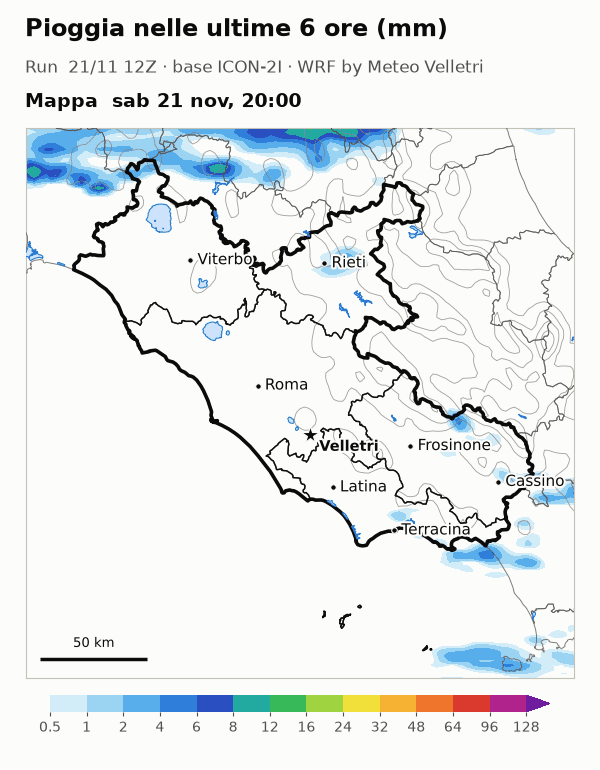 Pioggia nelle ultime 6 ore (mm)
Run  21/11 12Z · base ICON-2I · WRF by Meteo Velletri
Mappa  sab 21 nov, 20:00
Viterbo
Rieti
Roma
Velletri
Frosinone
Cassino
Latina
Terracina
50 km
0.5 1 2 4 6 8 12 16 24 32 48 64 96 128